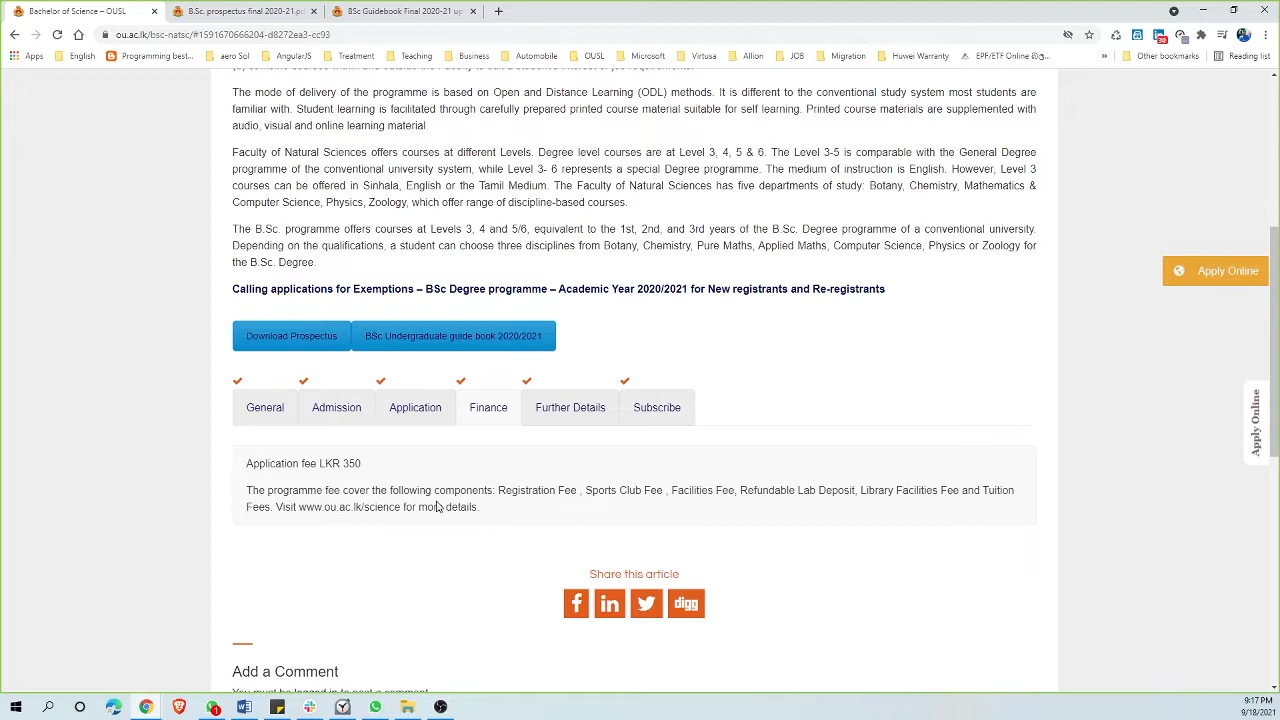 Bachelor of Science – OUSL
B.Sc. prospectus final 2020-21.pd
BSc Guidebook Final 2020-21 up
ou.ac.lk/bsc-natsc/#1591670666204-d8272ea3-cc93
Apps English Programming best... aero Sol AngularJS Treatment Teaching Business Automobile OUSL Microsoft Virtusa Allion JOB Migration Huwei Warranty EPF/ETF Online Other bookmarks Reading list
The mode of delivery of the programme is based on Open and Distance Learning (ODL) methods. It is different to the conventional study system most students are
familiar with. Student learning is facilitated through carefully prepared printed course material suitable for self learning. Printed course materials are supplemented with
audio, visual and online learning material.
Faculty of Natural Sciences offers courses at different Levels. Degree level courses are at Level 3, 4, 5 & 6. The Level 3-5 is comparable with the General Degree
programme of the conventional university system, while Level 3- 6 represents a special Degree programme. The medium of instruction is English. However, Level 3
courses can be offered in Sinhala, English or the Tamil Medium. The Faculty of Natural Sciences has five departments of study: Botany, Chemistry, Mathematics &
Computer Science, Physics, Zoology, which offer range of discipline-based courses.
The B.Sc. programme offers courses at Levels 3, 4 and 5/6, equivalent to the 1st, 2nd, and 3rd years of the B.Sc. Degree programme of a conventional university.
Depending on the qualifications, a student can choose three disciplines from Botany, Chemistry, Pure Maths, Applied Maths, Computer Science, Physics or Zoology for
the B.Sc. Degree.
Apply Online
Calling applications for Exemptions – BSc Degree programme – Academic Year 2020/2021 for New registrants and Re-registrants
Download Prospectus
BSc Undergraduate guide book 2020/2021
General Admission Application Finance Further Details Subscribe
Apply Online
Application fee LKR 350
The programme fee cover the following components: Registration Fee , Sports Club Fee , Facilities Fee, Refundable Lab Deposit, Library Facilities Fee and Tuition
Fees. Visit www.ou.ac.lk/science for more details.
Share this article
digg
Add a Comment
You must be logged in to post a comment
9:17 PM
9/18/2021